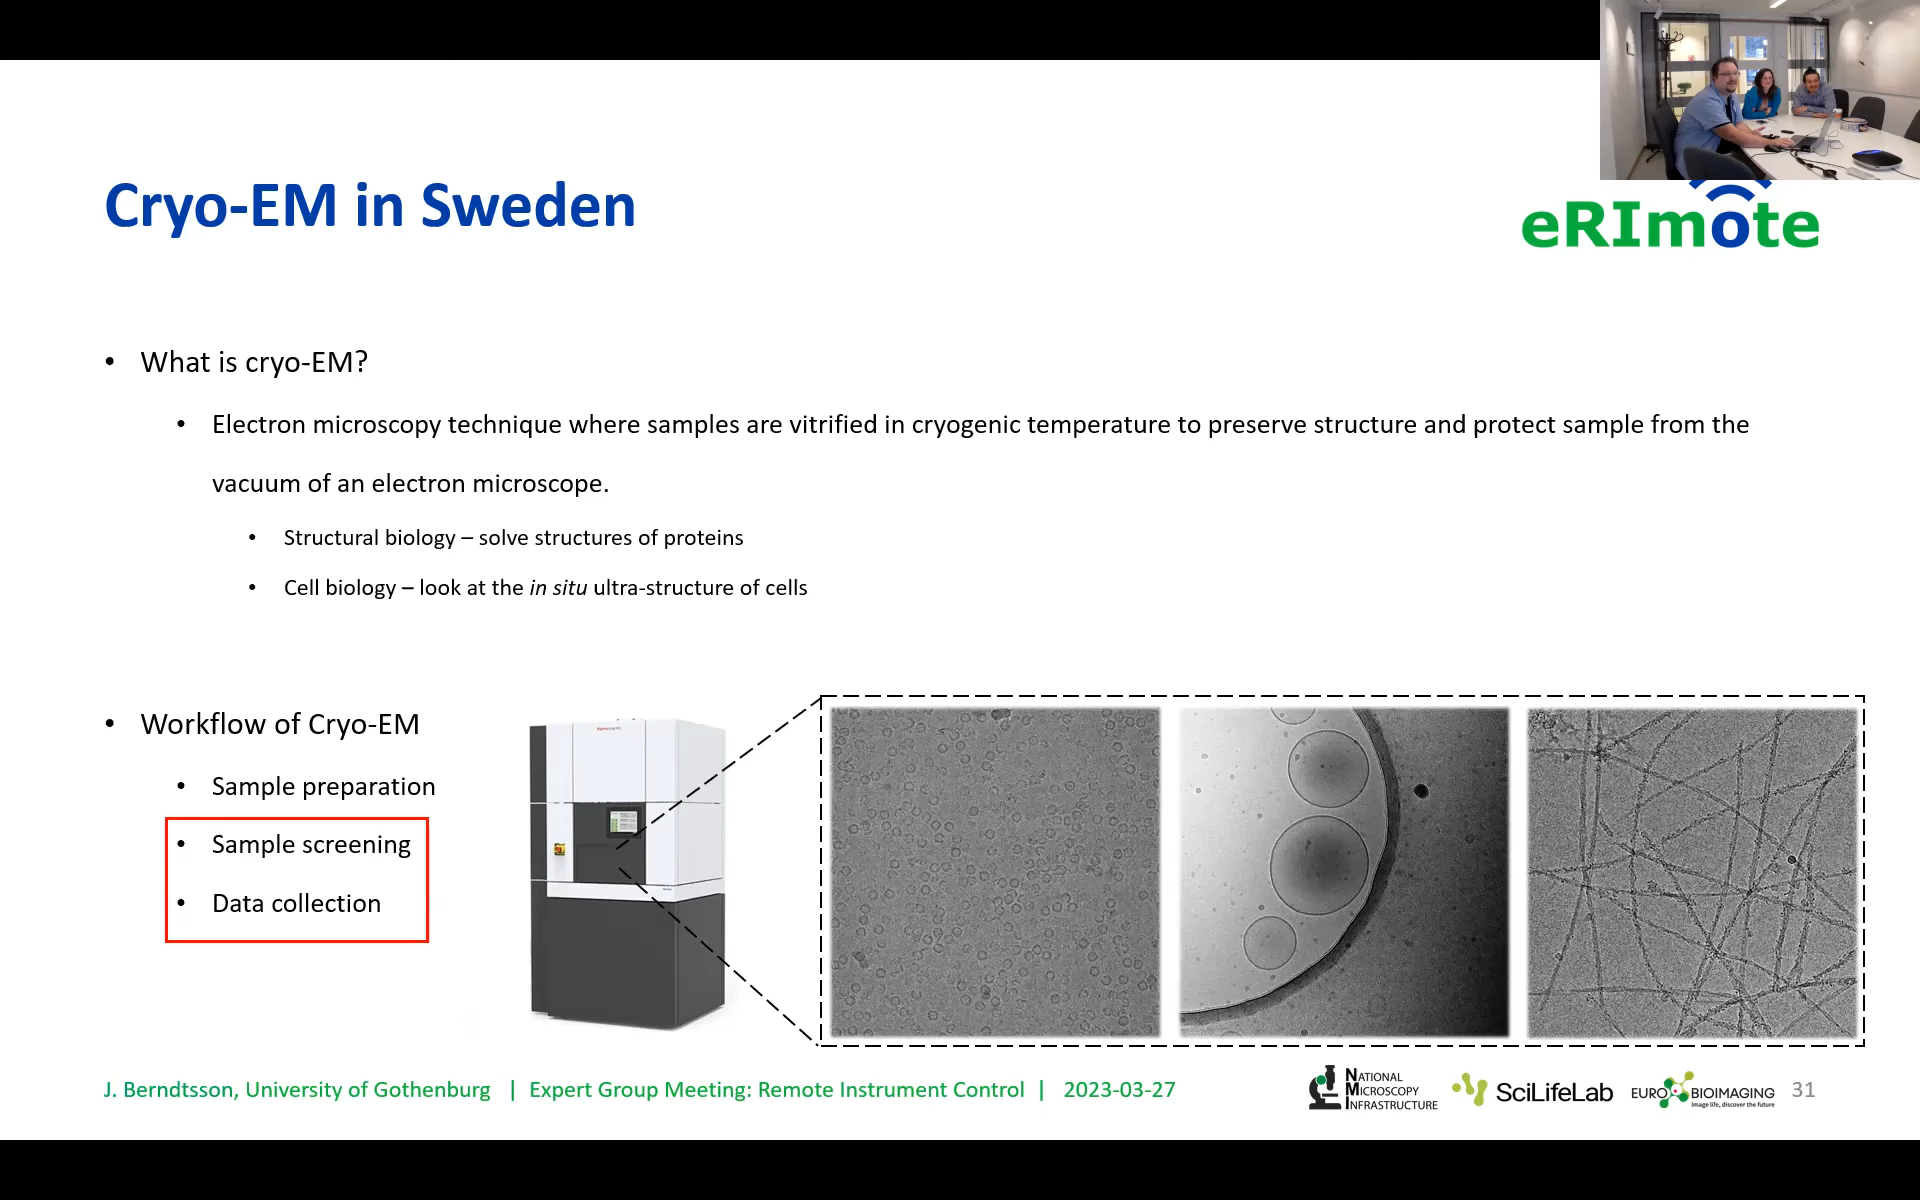 Cryo-EM in Sweden
eRImote
• What is cryo-EM?
• Electron microscopy technique where samples are vitrified in cryogenic temperature to preserve structure and protect sample from the
vacuum of an electron microscope.
• Structural biology – solve structures of proteins
• Cell biology – look at the in situ ultra-structure of cells
• Workflow of Cryo-EM
• Sample preparation
• Sample screening
• Data collection
J. Berndtsson, University of Gothenburg | Expert Group Meeting: Remote Instrument Control | 2023-03-27
NATIONAL
MICROSCOPY
INFRASTRUCTURE
SciLifeLab
EURO BIOIMAGING
Image life, discover the future
31